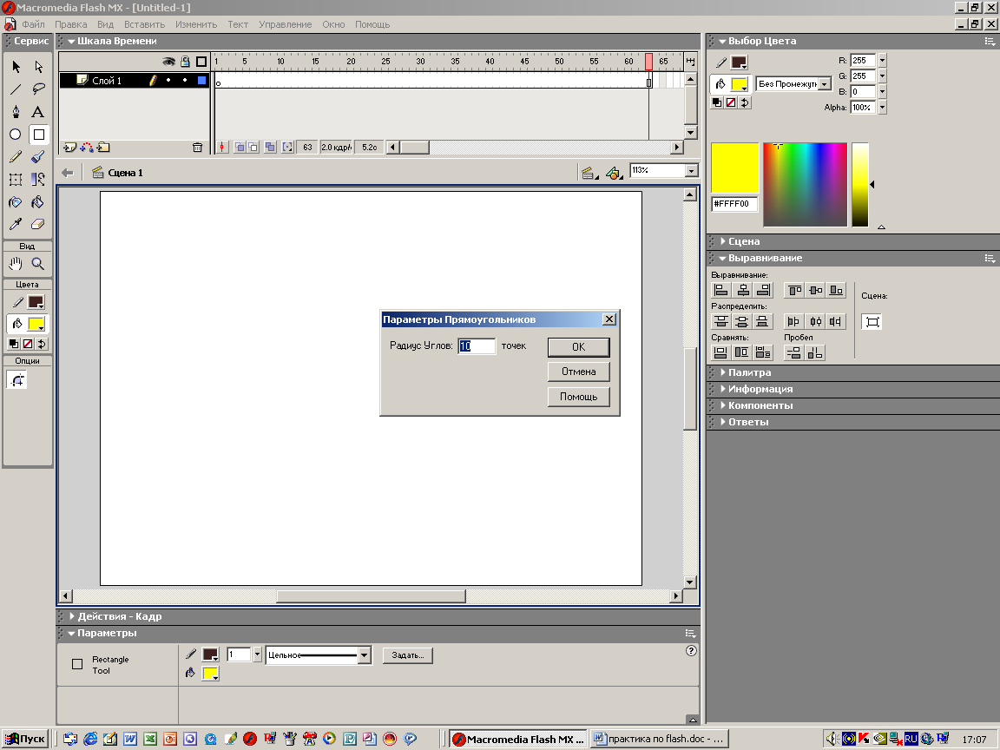 Macromedia Flash MX - [Untitled-1]
Файл Правка Вид Вставить Изменить Тект Управление Окно Помощь
Сервис
Вид
Цвета
Опции
Шкала Времени
1 5 10 15 20 25 30 35 40 45 50 55 60 65
Слой 1
63 2.0 кдр/ 5.2с
Сцена 1
113%
Параметры Прямоугольников
Радиус Углов: 10 точек
OK
Отмена
Помощь
Действия - Кадр
Параметры
Rectangle
Tool
1 Цельное Задать...
Выбор Цвета
R: 255
G: 255
Без Промежутк
B: 0
Alpha: 100%
#FFFF00
Сцена
Выравнивание
Выравнивание:
Сцена:
Распределить:
Сравнять: Пробел
Палитра
Информация
Компоненты
Ответы
Пуск
Macromedia Flash MX ...
практика по flash.doc - ...
RU
17:07